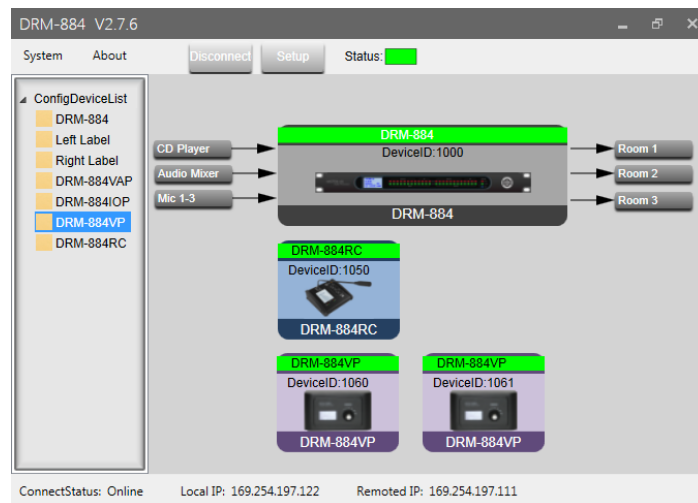 DRM-884 V2.7.6
System About Disconnect Setup Status:
ConfigDeviceList
DRM-884
Left Label
Right Label
DRM-884VAP
DRM-884IOP
DRM-884VP
DRM-884RC
CD Player
Audio Mixer
Mic 1-3
DRM-884
DeviceID:1000
DRM-884
Room 1
Room 2
Room 3
DRM-884RC
DeviceID:1050
DRM-884RC
DRM-884VP
DeviceID:1060
DRM-884VP
DRM-884VP
DeviceID:1061
DRM-884VP
ConnectStatus: Online Local IP: 169.254.197.122 Remoted IP: 169.254.197.111